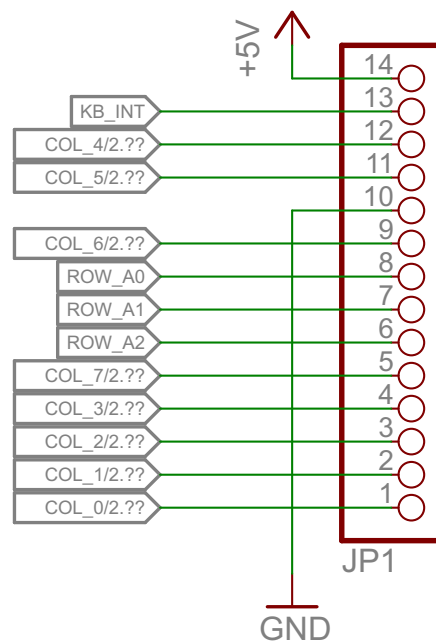 +5V
14
KB_INT 13
COL_4/2.?? 12
COL_5/2.?? 11
10
COL_6/2.?? 9
ROW_A0 8
ROW_A1 7
ROW_A2 6
COL_7/2.?? 5
COL_3/2.?? 4
COL_2/2.?? 3
COL_1/2.?? 2
COL_0/2.?? 1
JP1
GND